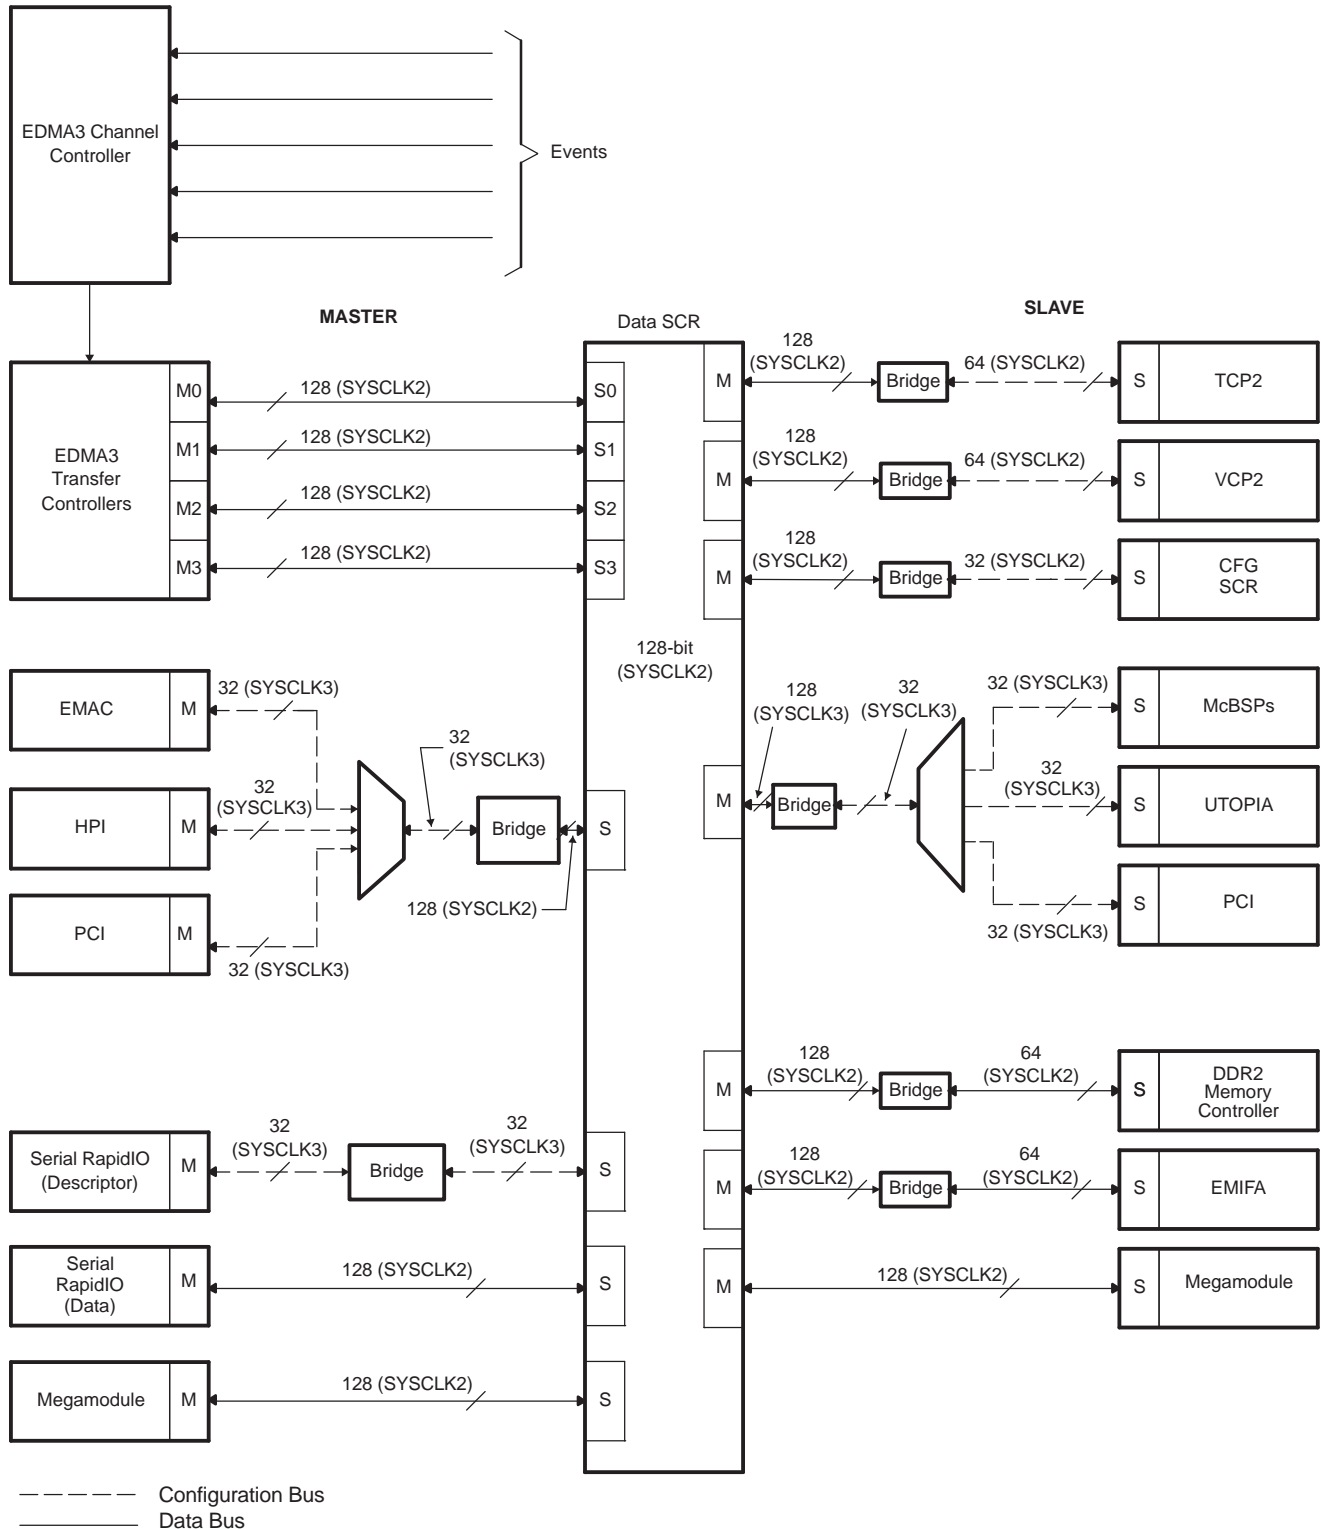 EDMA3 Channel
Controller
Events
MASTER
SLAVE
Data SCR
EDMA3
Transfer
Controllers
M0
M1
M2
M3
128 (SYSCLK2)
128 (SYSCLK2)
128 (SYSCLK2)
128 (SYSCLK2)
S0
S1
S2
S3
128-bit
(SYSCLK2)
M
128
(SYSCLK2)
Bridge
64 (SYSCLK2)
S
TCP2
M
128
(SYSCLK2)
Bridge
64 (SYSCLK2)
S
VCP2
M
128
(SYSCLK2)
Bridge
32 (SYSCLK2)
S
CFG
SCR
EMAC
M
32 (SYSCLK3)
HPI
M
32
(SYSCLK3)
PCI
M
32 (SYSCLK3)
32
(SYSCLK3)
Bridge
128 (SYSCLK2)
S
M
128
(SYSCLK3)
Bridge
32
(SYSCLK3)
32 (SYSCLK3)
S
McBSPs
32
(SYSCLK3)
S
UTOPIA
32 (SYSCLK3)
S
PCI
M
128
(SYSCLK2)
Bridge
64
(SYSCLK2)
S
DDR2
Memory
Controller
Serial RapidIO
(Descriptor)
M
32
(SYSCLK3)
Bridge
32
(SYSCLK3)
S
M
128
(SYSCLK2)
Bridge
64
(SYSCLK2)
S
EMIFA
Serial
RapidIO
(Data)
M
128 (SYSCLK2)
S
M
128 (SYSCLK2)
S
Megamodule
Megamodule
M
128 (SYSCLK2)
S
Configuration Bus
Data Bus